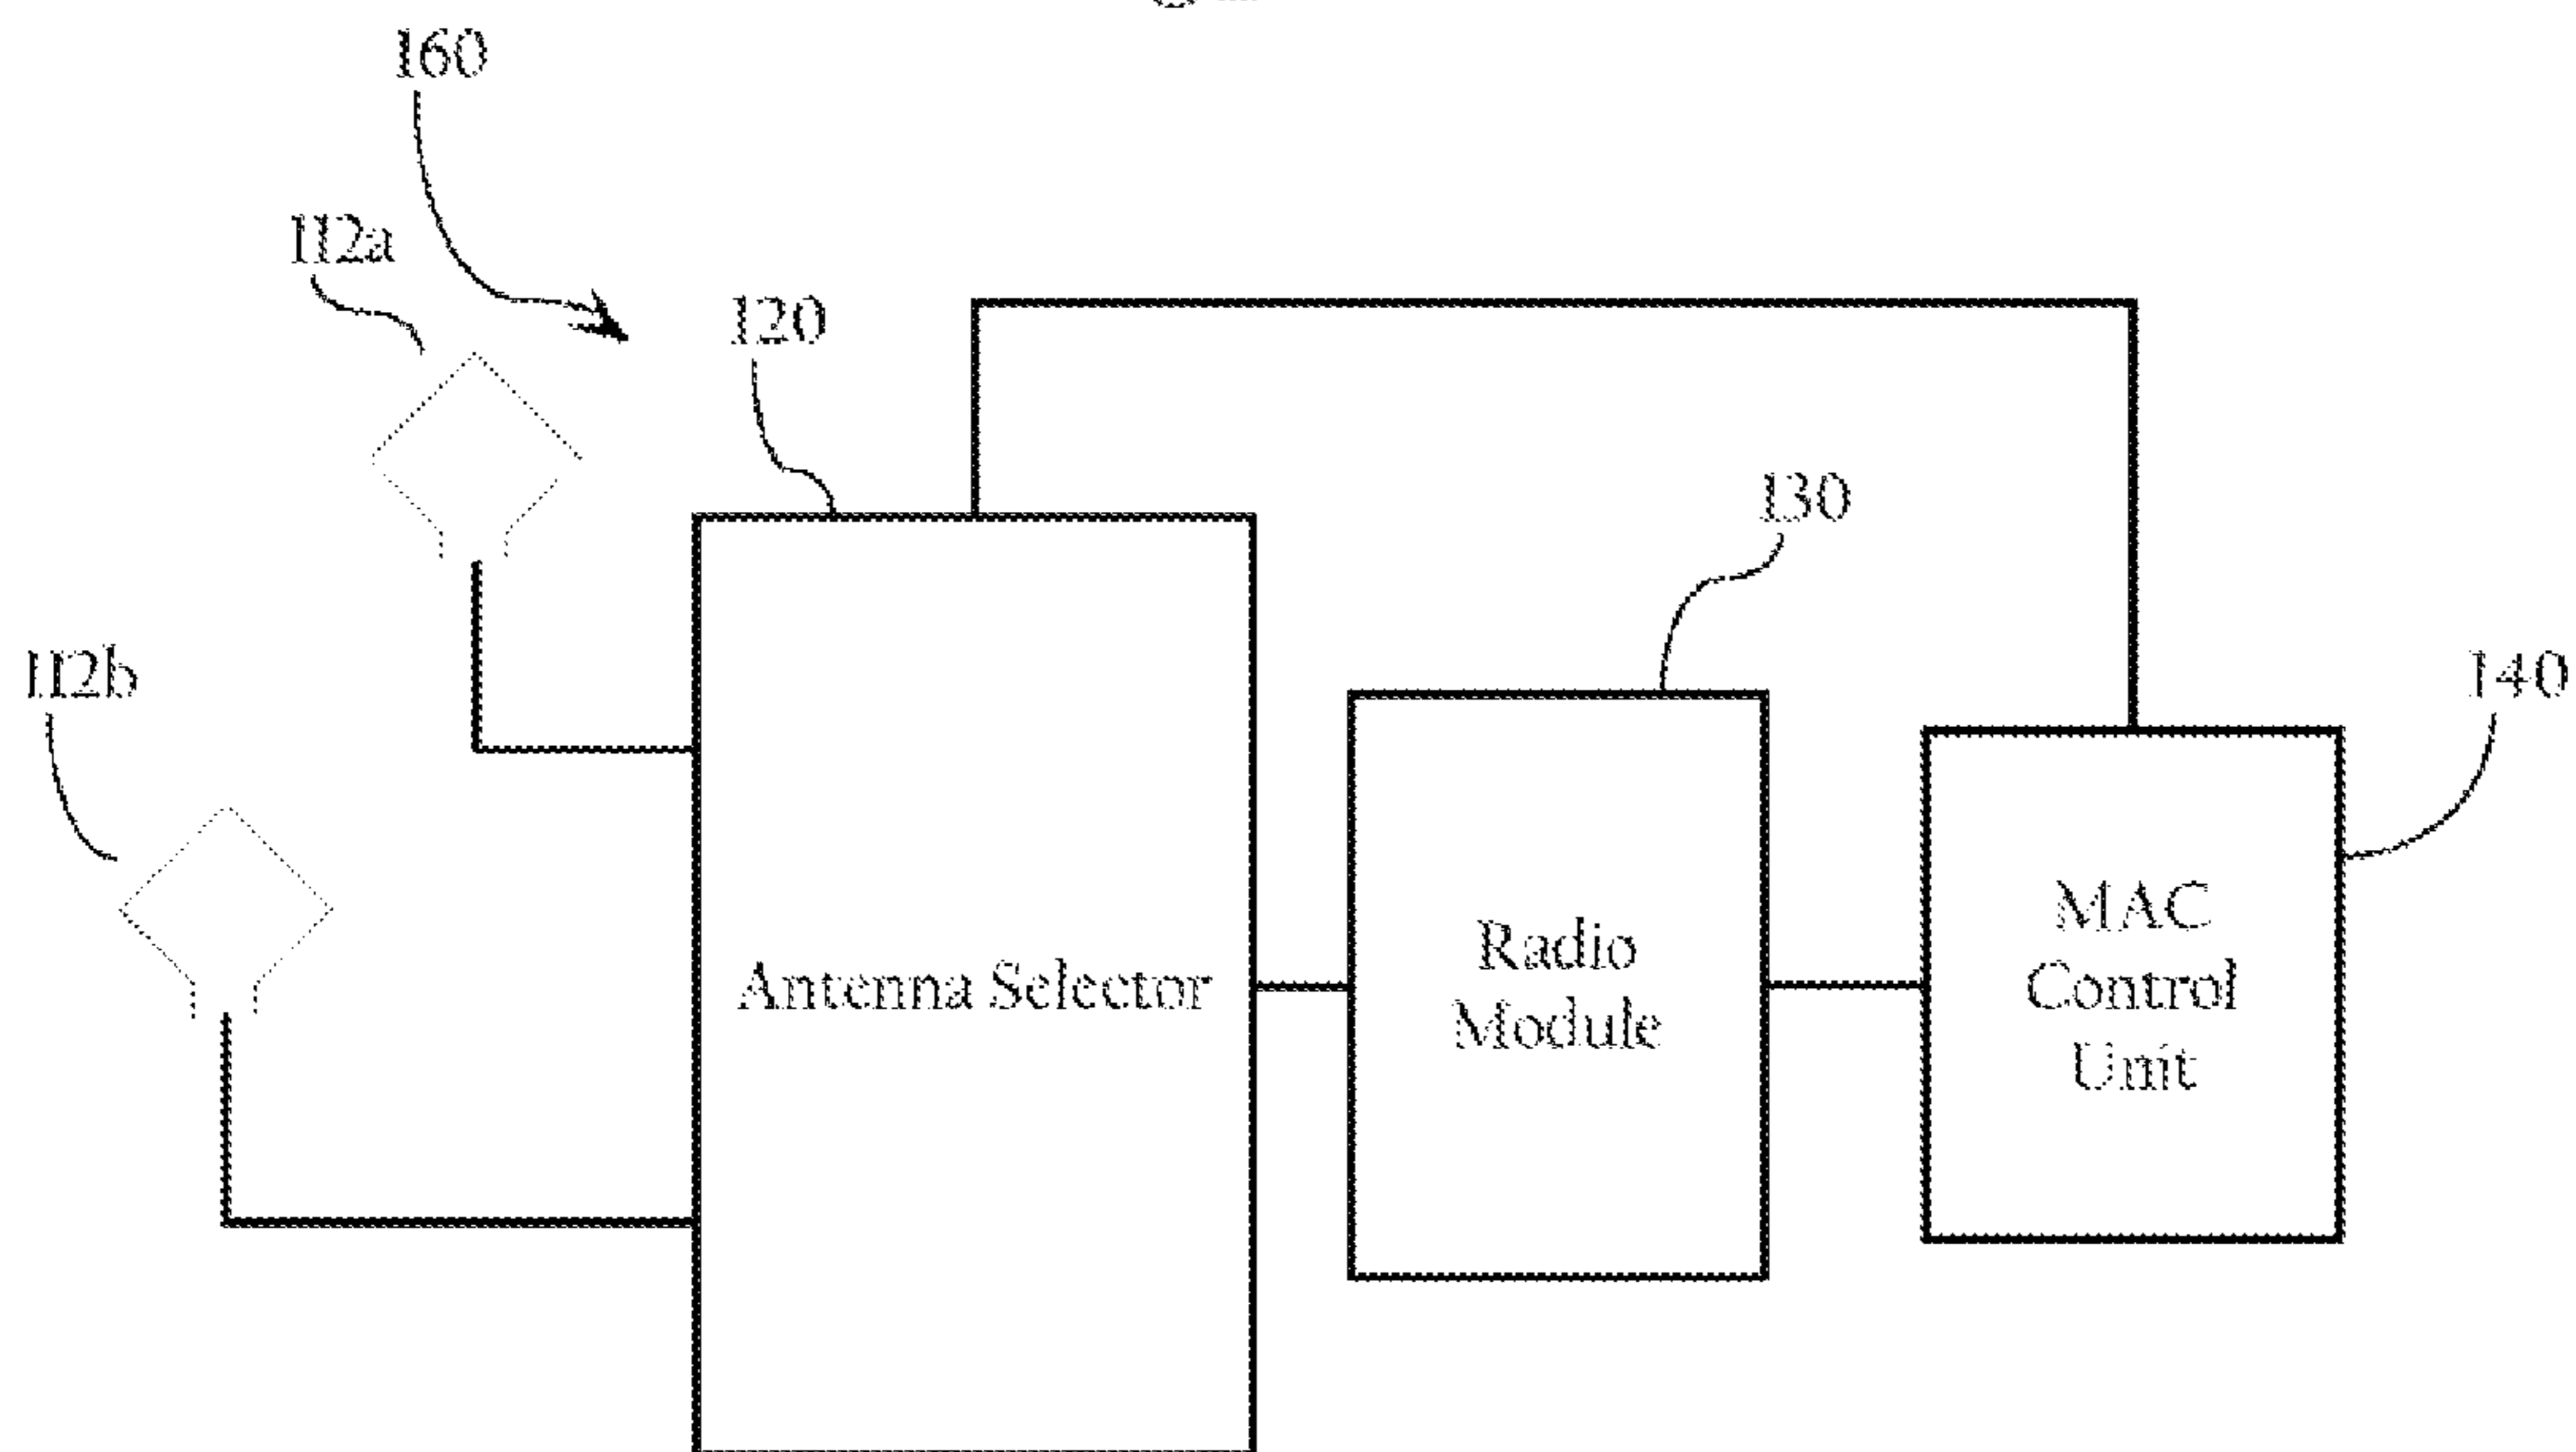 160
112a
120
130
112b
140
Antenna Selector
Radio
Module
MAC
Control
Unit